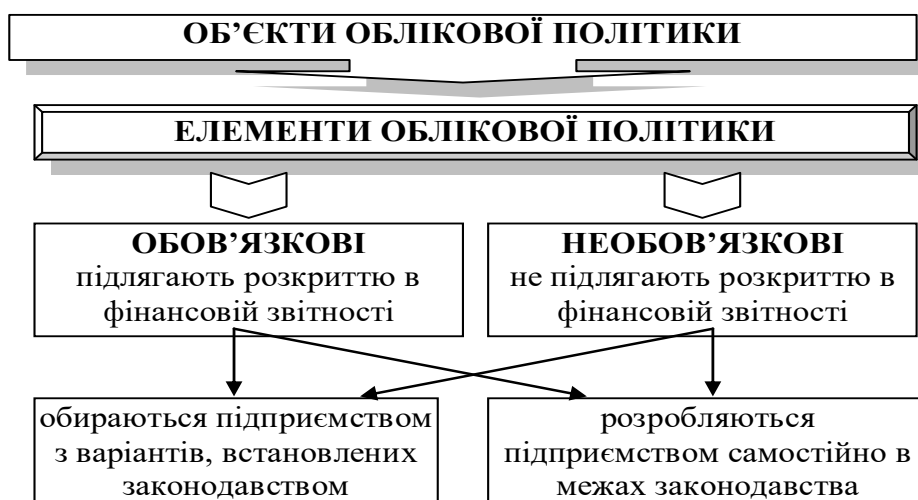 ОБ’ЄКТИ ОБЛІКОВОЇ ПОЛІТИКИ
ЕЛЕМЕНТИ ОБЛІКОВОЇ ПОЛІТИКИ
ОБОВ’ЯЗКОВІ
підлягають розкриттю в
фінансовій звітності
НЕОБОВ’ЯЗКОВІ
не підлягають розкриттю в
фінансовій звітності
обираються підприємством
з варіантів, встановлених
законодавством
розробляються
підприємством самостійно в
межах законодавства